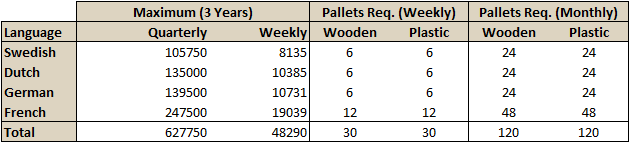 Maximum (3 Years) Pallets Req. (Weekly) Pallets Req. (Monthly)
Language Quarterly Weekly Wooden Plastic Wooden Plastic
Swedish 105750 8135 6 6 24 24
Dutch 135000 10385 6 6 24 24
German 139500 10731 6 6 24 24
French 247500 19039 12 12 48 48
Total 627750 48290 30 30 120 120